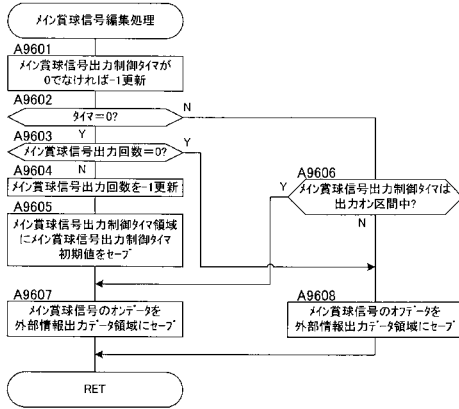 メイン賞球信号編集処理
A9601
メイン賞球信号出力制御タイマが
0でなければ-1更新
A9602
タイマ=0?
N
Y
A9603
メイン賞球信号出力回数=0?
Y
N
A9604
メイン賞球信号出力回数を-1更新
A9605
メイン賞球信号出力制御タイマ領域
にメイン賞球信号出力制御タイマ
初期値をセーブ
A9606
メイン賞球信号出力制御タイマは
出力オン区間中?
Y
N
A9607
メイン賞球信号のオンデータを
外部情報出力データ領域にセーブ
A9608
メイン賞球信号のオフデータを
外部情報出力データ領域にセーブ
RET